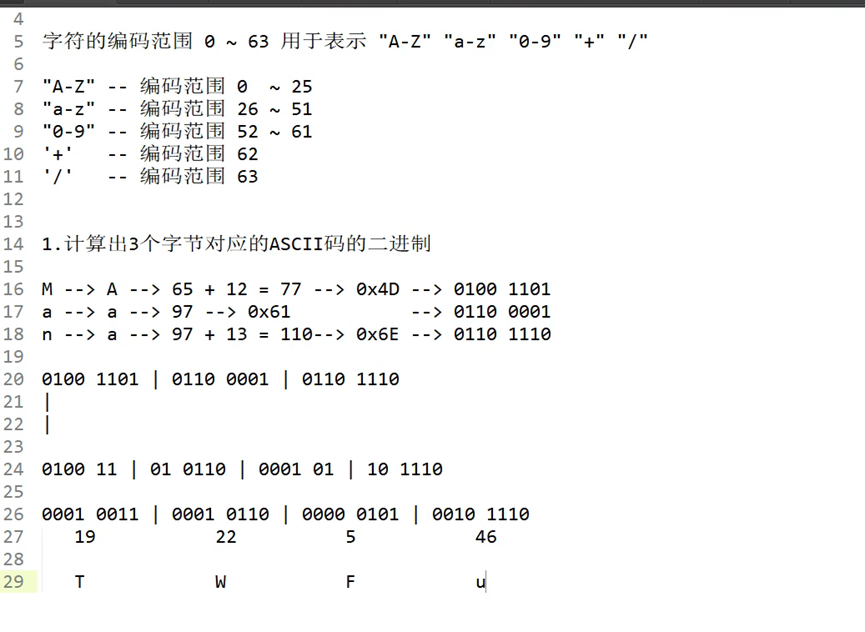 4
5 字符的编码范围 0 ~ 63 用于表示 "A-Z" "a-z" "0-9" "+" "/"
6
7 "A-Z" -- 编码范围 0  ~ 25
8 "a-z" -- 编码范围 26 ~ 51
9 "0-9" -- 编码范围 52 ~ 61
10 '+'   -- 编码范围 62
11 '/'   -- 编码范围 63
12
13
14 1.计算出3个字节对应的ASCII码的二进制
15
16 M --> A --> 65 + 12 = 77 --> 0x4D --> 0100 1101
17 a --> a --> 97 --> 0x61           --> 0110 0001
18 n --> a --> 97 + 13 = 110--> 0x6E --> 0110 1110
19
20 0100 1101 | 0110 0001 | 0110 1110
21 |
22 |
23
24 0100 11 | 01 0110 | 0001 01 | 10 1110
25
26 0001 0011 | 0001 0110 | 0000 0101 | 0010 1110
27    19           22          5           46
28
29    T            W           F           u